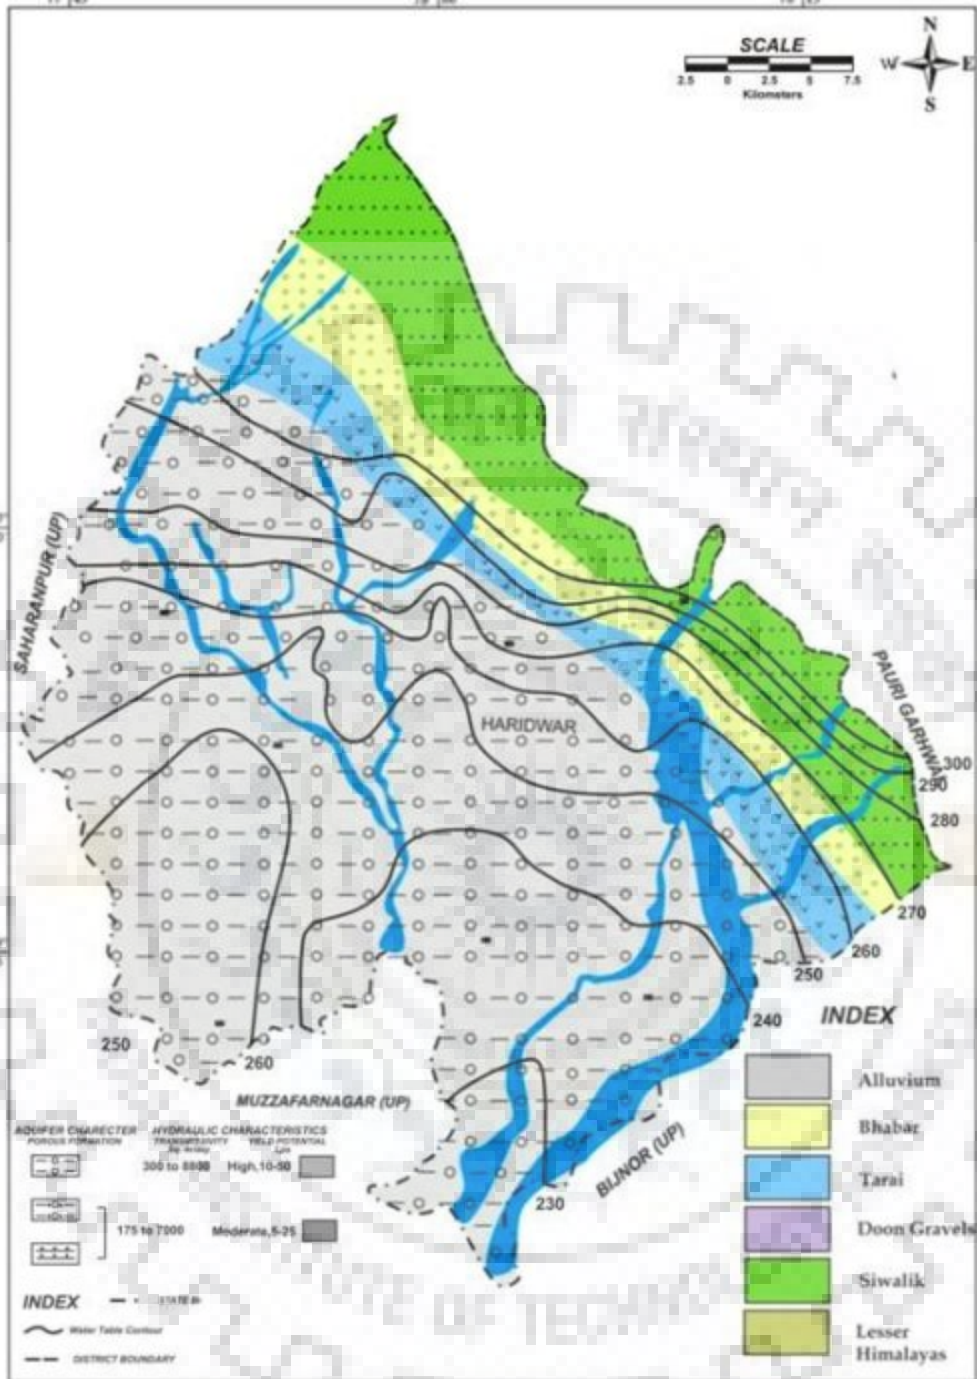 SCALE
2.5 0 2.5 5 7.5
Kilometers
N
W E
S
SAHARANPUR (UP)
HARIDWAR
PAURI GARHWAL
300
290
280
270
260
250
240
230
250
260
MUZZAFARNAGAR (UP)
BIJNOR (UP)
AQUIFER CHARECTER
POROUS FORMATION
HYDRAULIC CHARACTERISTICS
YIELD POTENTIAL
300 to 8800 High,10-50
175 to 7000 Moderate,5-25
INDEX
Water Table Contour
DISTRICT BOUNDARY
INDEX
Alluvium
Bhabar
Tarai
Doon Gravels
Siwalik
Lesser
Himalayas